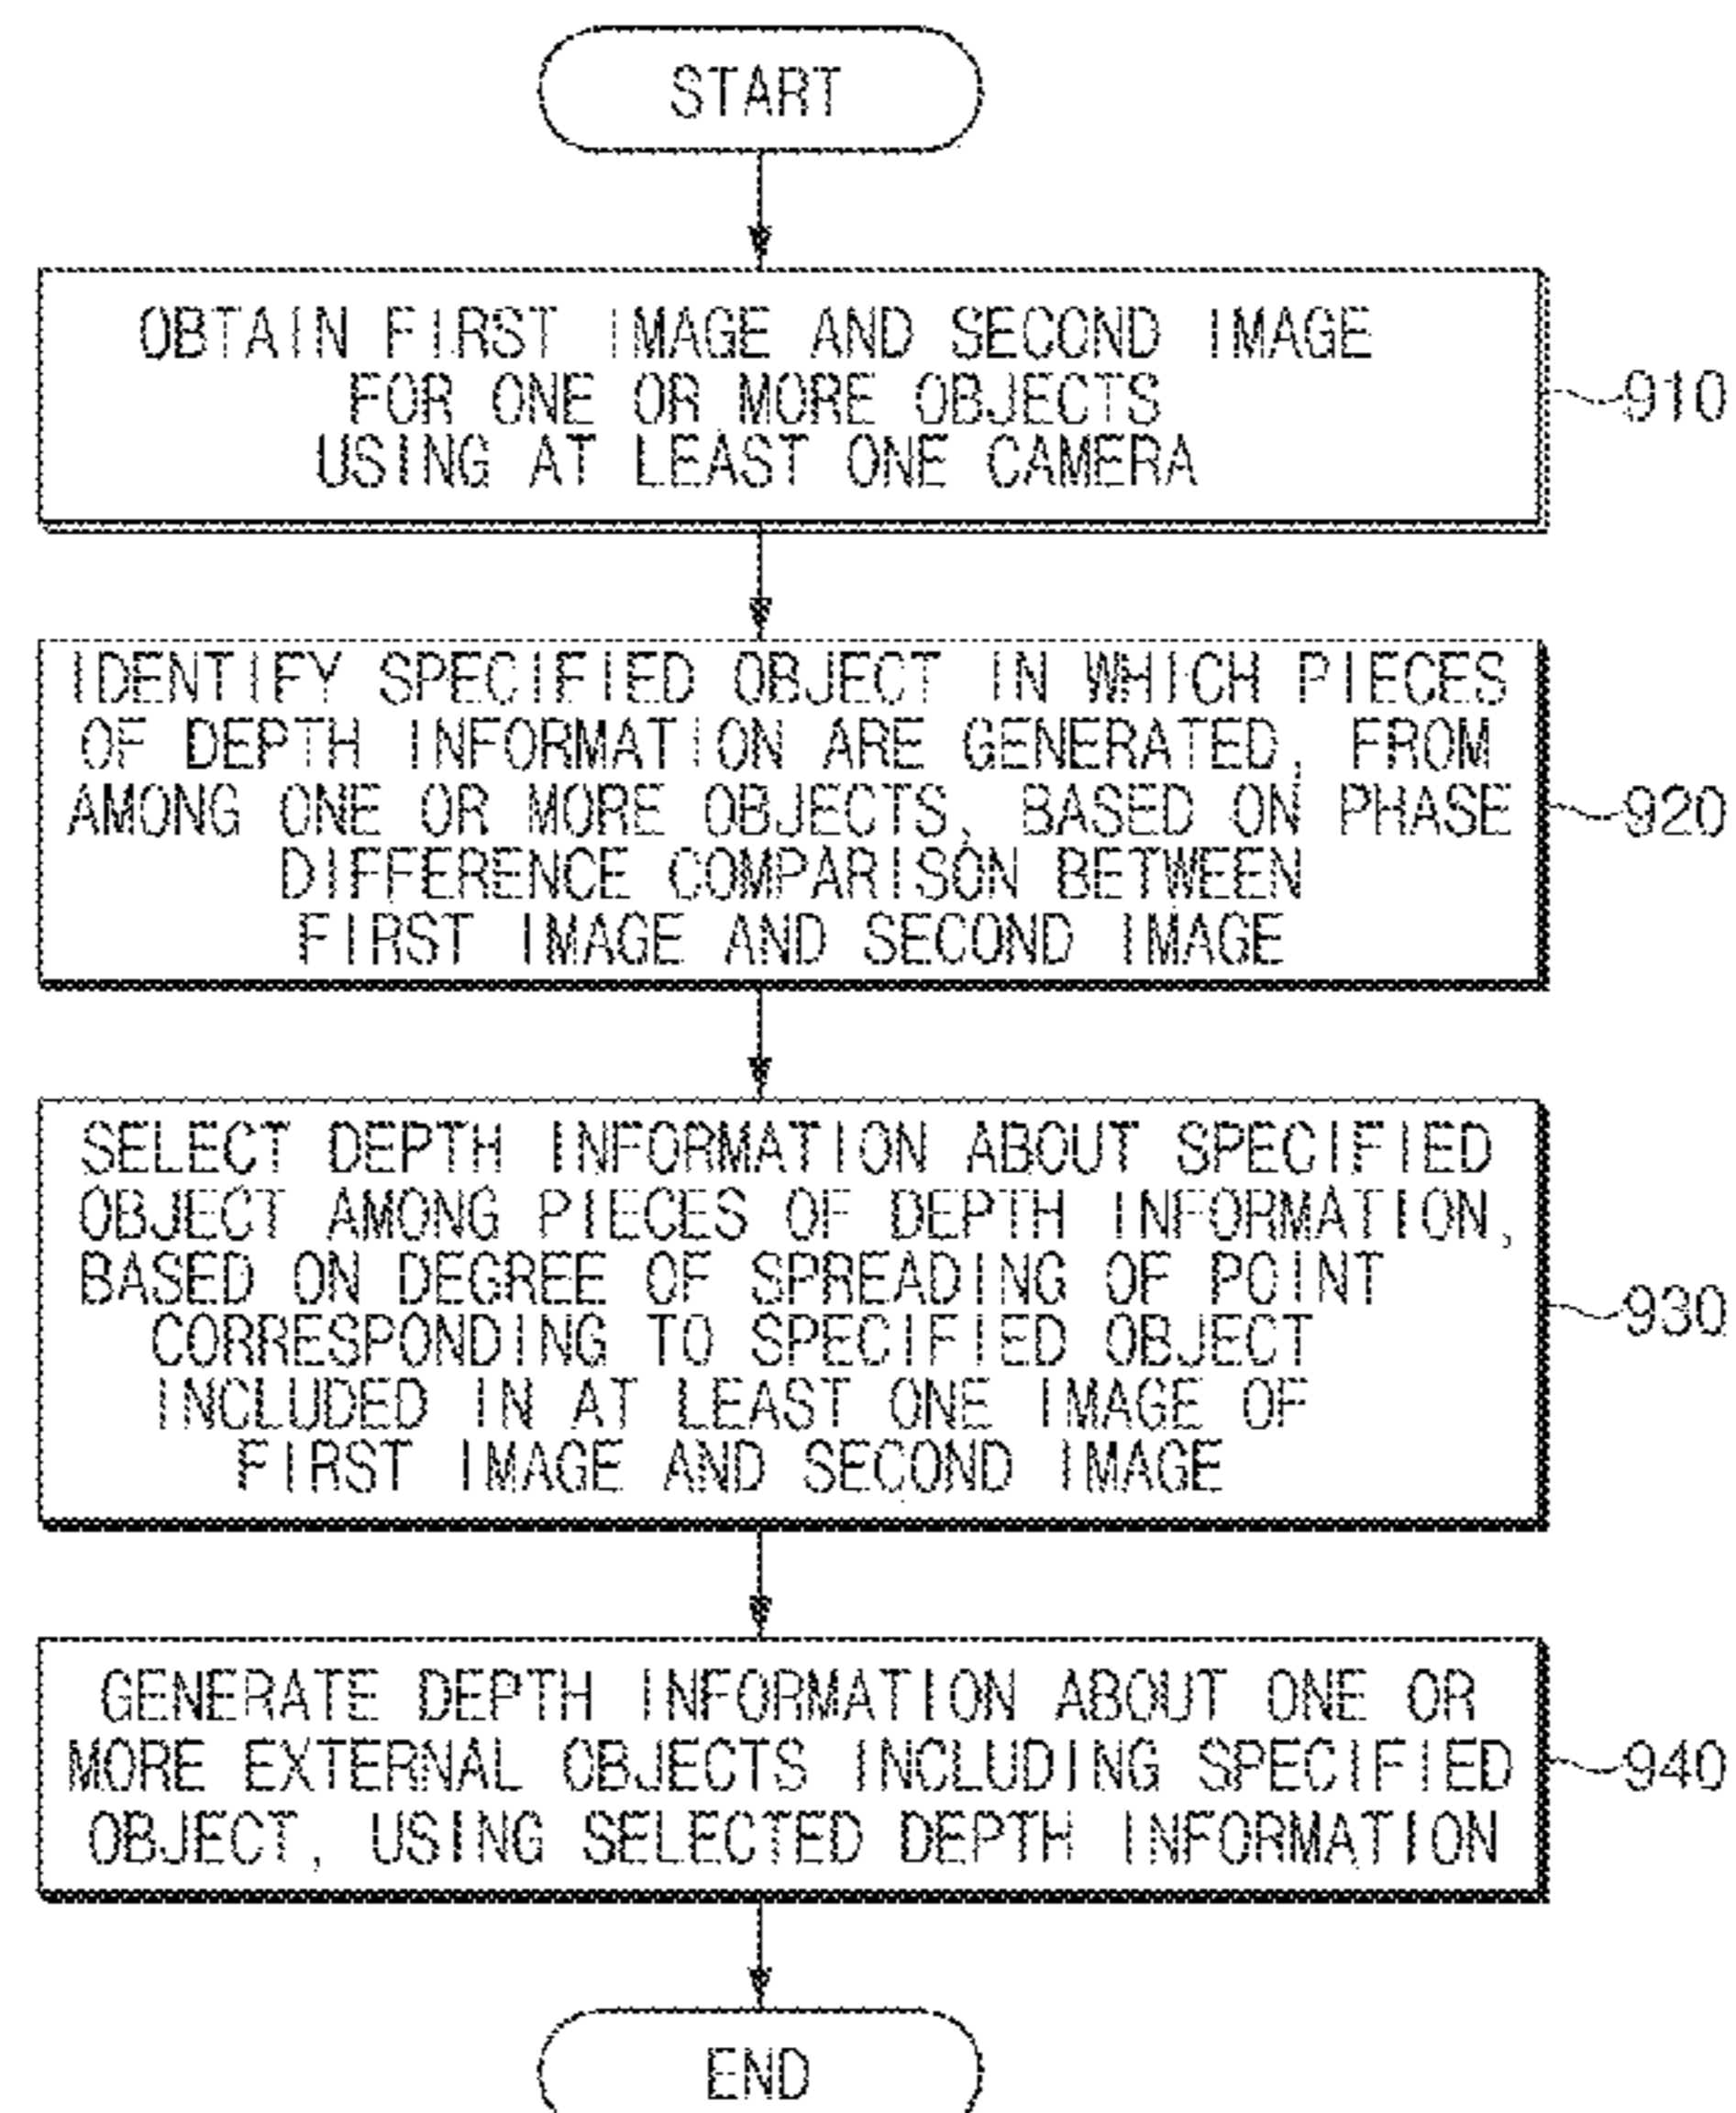 START
OBTAIN FIRST IMAGE AND SECOND IMAGE
FOR ONE OR MORE OBJECTS
USING AT LEAST ONE CAMERA
910
IDENTIFY SPECIFIED OBJECT IN WHICH PIECES
OF DEPTH INFORMATION ARE GENERATED, FROM
AMONG ONE OR MORE OBJECTS, BASED ON PHASE
DIFFERENCE COMPARISON BETWEEN
FIRST IMAGE AND SECOND IMAGE
920
SELECT DEPTH INFORMATION ABOUT SPECIFIED
OBJECT AMONG PIECES OF DEPTH INFORMATION,
BASED ON DEGREE OF SPREADING OF POINT
CORRESPONDING TO SPECIFIED OBJECT
INCLUDED IN AT LEAST ONE IMAGE OF
FIRST IMAGE AND SECOND IMAGE
930
GENERATE DEPTH INFORMATION ABOUT ONE OR
MORE EXTERNAL OBJECTS INCLUDING SPECIFIED
OBJECT, USING SELECTED DEPTH INFORMATION
940
END